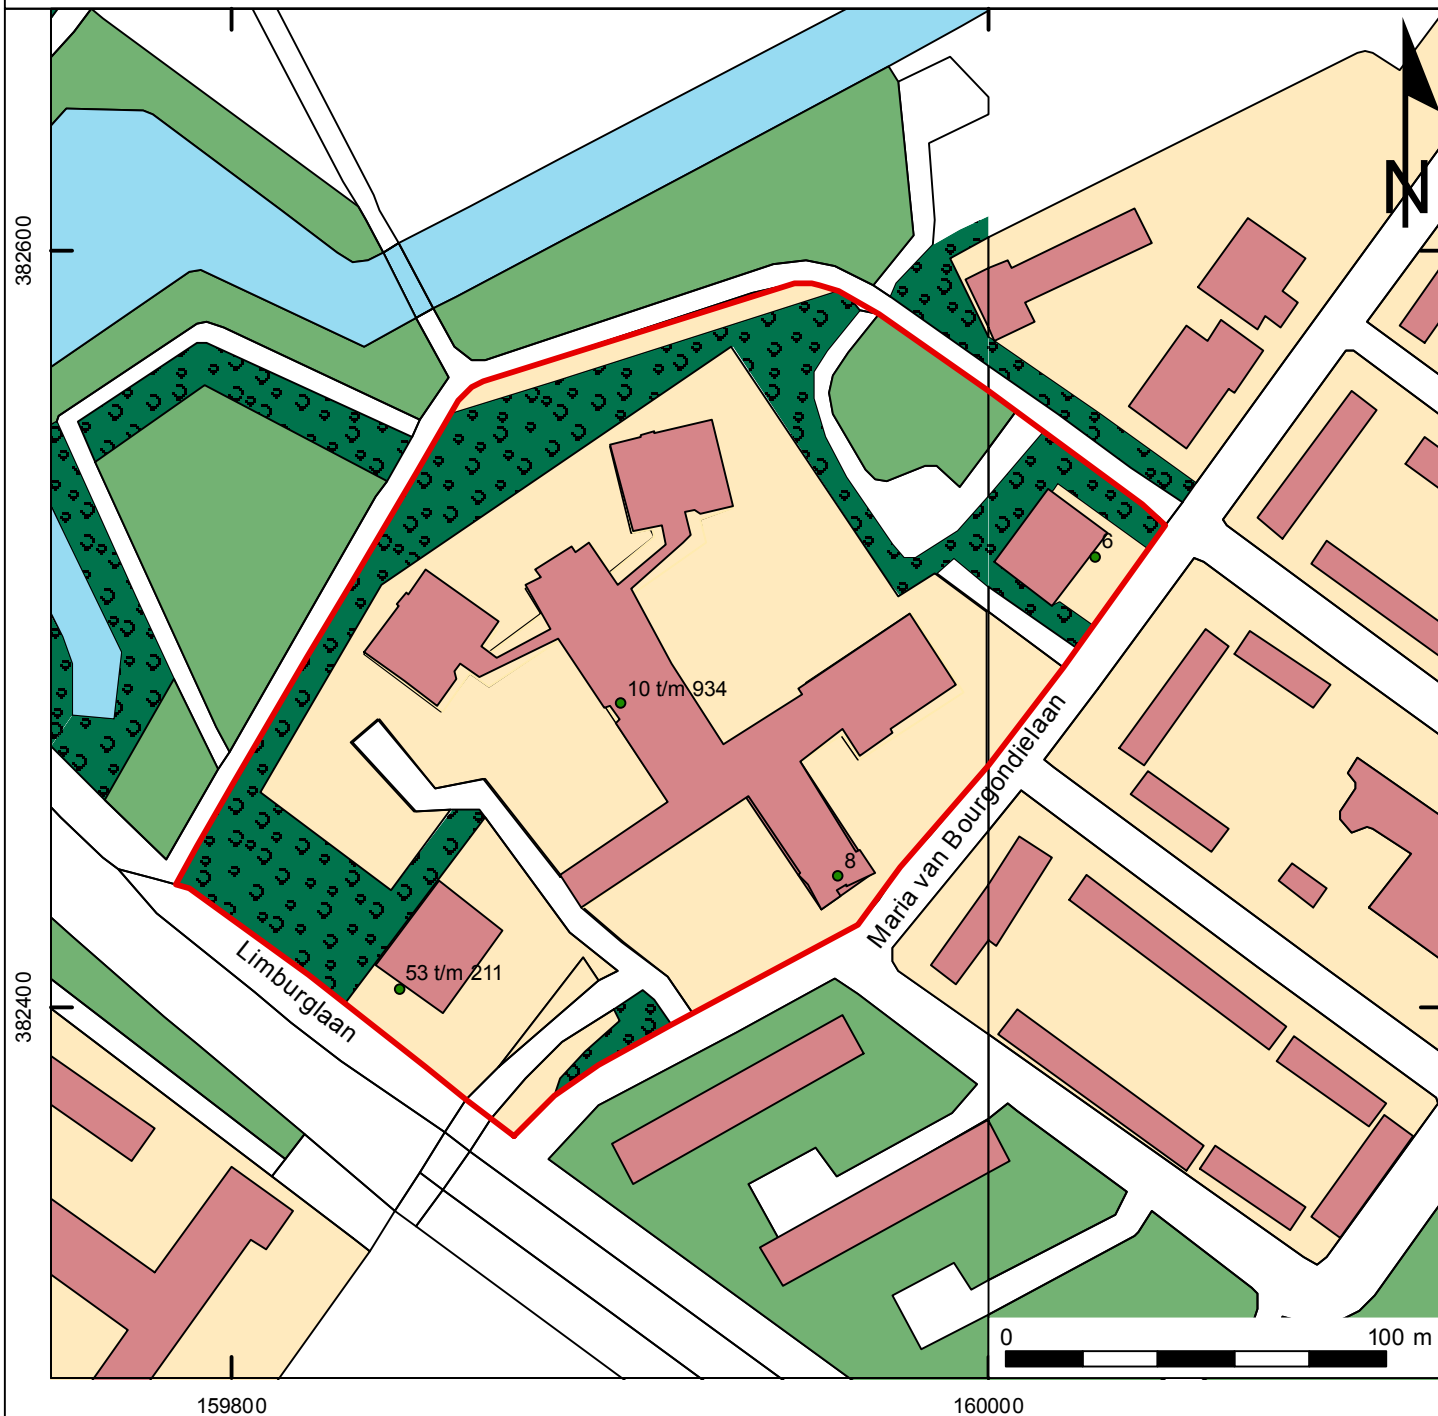 N
382600
6
10 t/m 934
Maria van Bourgondielaan
8
Limburglaan
53 t/m 211
382400
0 100 m
159800 160000